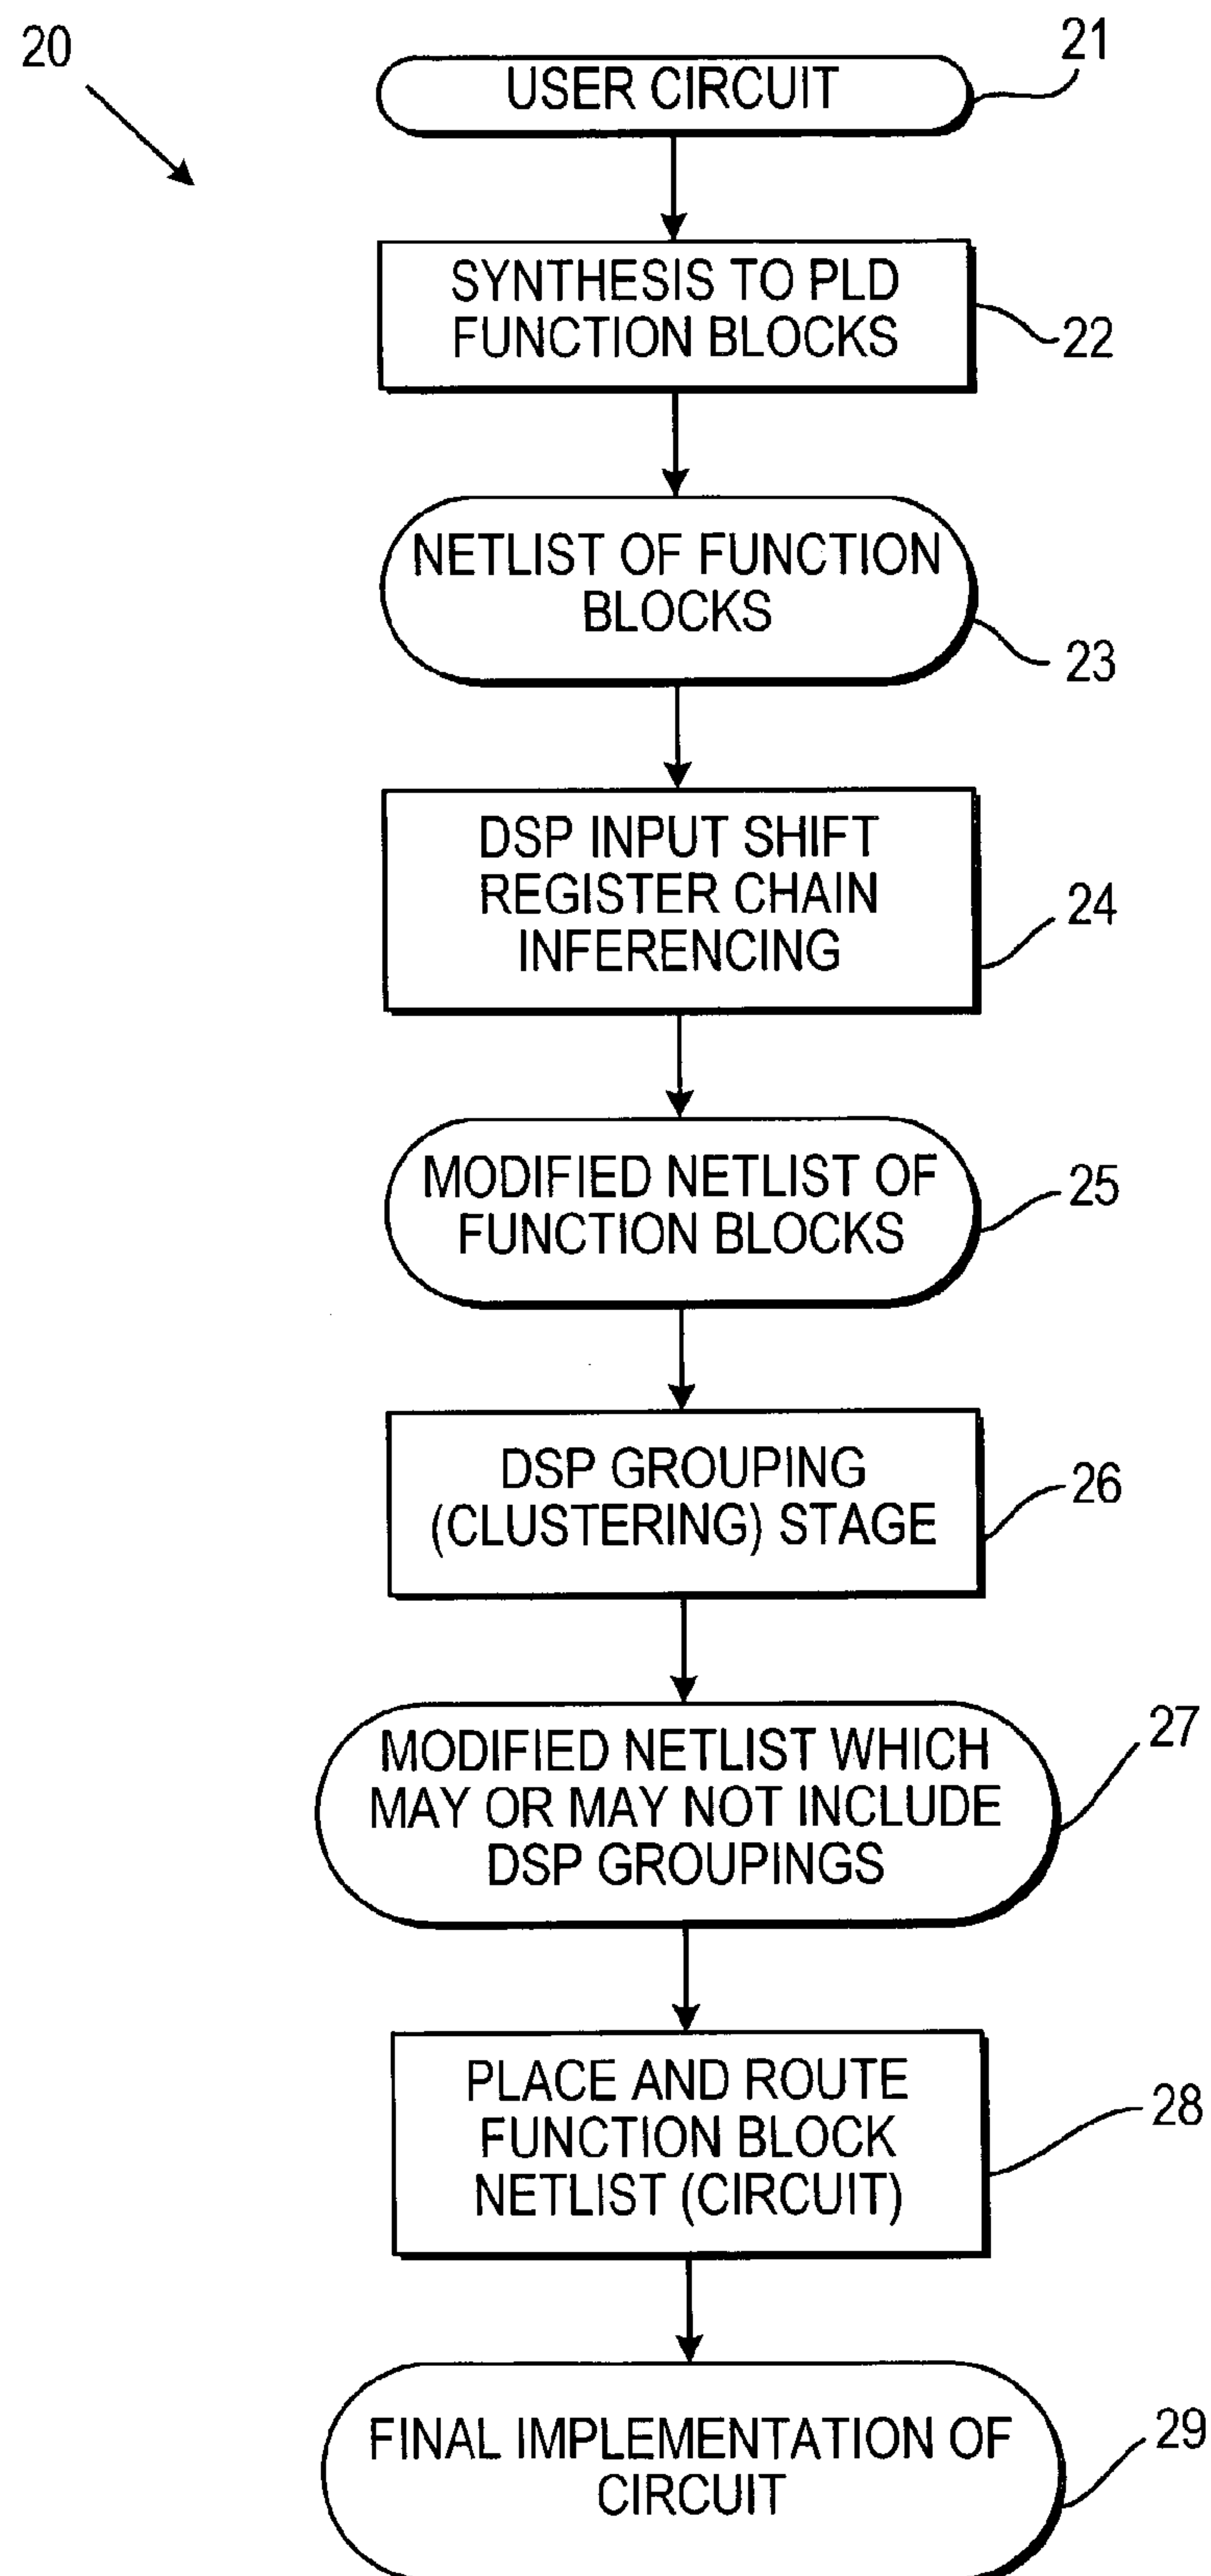 20
USER CIRCUIT
21
SYNTHESIS TO PLD
FUNCTION BLOCKS
22
NETLIST OF FUNCTION
BLOCKS
23
DSP INPUT SHIFT
REGISTER CHAIN
INFERENCING
24
MODIFIED NETLIST OF
FUNCTION BLOCKS
25
DSP GROUPING
(CLUSTERING) STAGE
26
MODIFIED NETLIST WHICH
MAY OR MAY NOT INCLUDE
DSP GROUPINGS
27
PLACE AND ROUTE
FUNCTION BLOCK
NETLIST (CIRCUIT)
28
FINAL IMPLEMENTATION OF
CIRCUIT
29